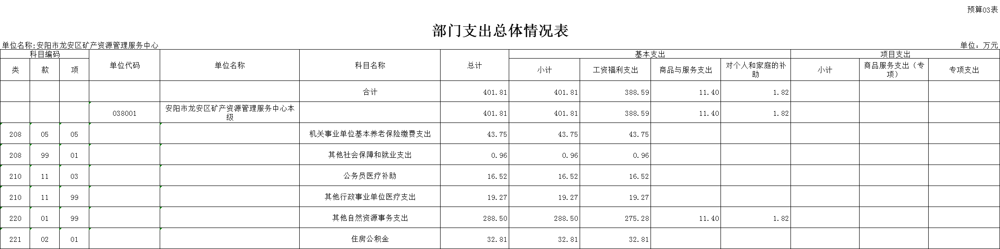 预算03表
部门支出总体情况表
单位名称:安阳市龙安区矿产资源管理服务中心 单位：万元
科目编码 单位代码 单位名称 科目名称 总计 基本支出 项目支出
类 款 项 小计 工资福利支出 商品与服务支出 对个人和家庭的补助 小计 商品服务支出（专项） 专项支出
合计 401.81 401.81 388.59 11.40 1.82
038001 安阳市龙安区矿产资源管理服务中心本级 401.81 401.81 388.59 11.40 1.82
208 05 05 机关事业单位基本养老保险缴费支出 43.75 43.75 43.75
208 99 01 其他社会保障和就业支出 0.96 0.96 0.96
210 11 03 公务员医疗补助 16.52 16.52 16.52
210 11 99 其他行政事业单位医疗支出 19.27 19.27 19.27
220 01 99 其他自然资源事务支出 288.50 288.50 275.28 11.40 1.82
221 02 01 住房公积金 32.81 32.81 32.81